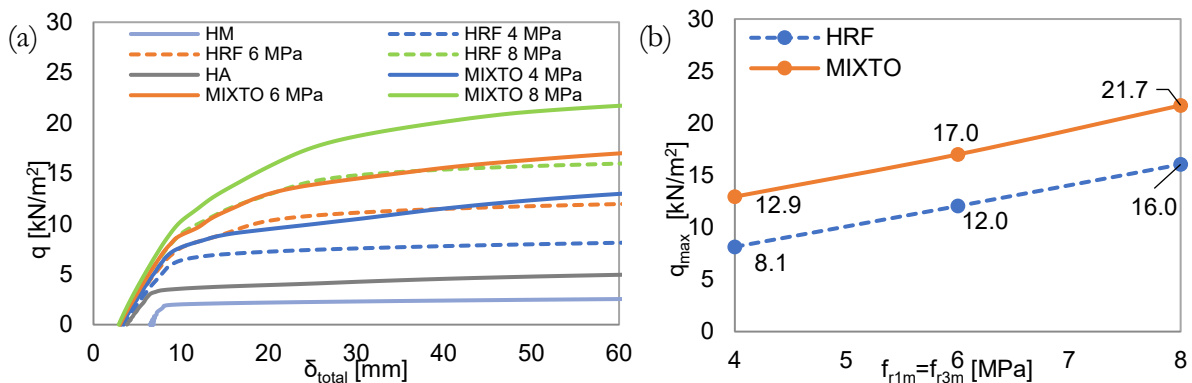 (a)
q [kN/m²]
30
25
20
15
10
5
0
HM
HRF 4 MPa
HRF 6 MPa
HRF 8 MPa
HA
MIXTO 4 MPa
MIXTO 6 MPa
MIXTO 8 MPa
0 10 20 30 40 50 60
δtotal [mm]
(b)
qmax [kN/m²]
30
25
20
15
10
5
0
HRF
MIXTO
21.7
17.0
12.9
16.0
12.0
8.1
4 5 6 7 8
fr1m=fr3m [MPa]